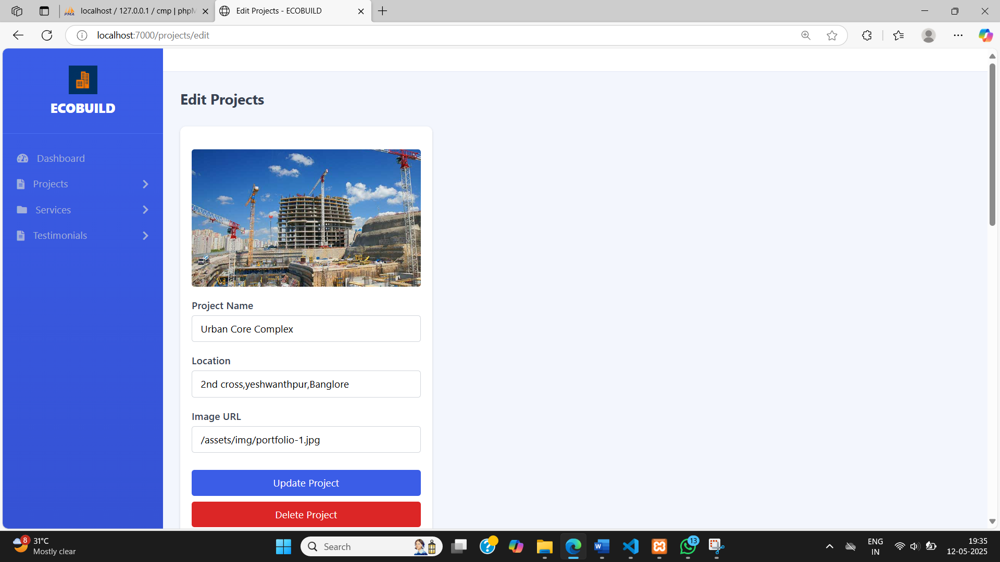 localhost / 127.0.0.1 / cmp | phpM
Edit Projects - ECOBUILD
localhost:7000/projects/edit
ECOBUILD
Dashboard
Projects
Services
Testimonials
Edit Projects
Project Name
Urban Core Complex
Location
2nd cross,yeshwanthpur,Banglore
Image URL
/assets/img/portfolio-1.jpg
Update Project
Delete Project
8
31°C
Mostly clear
Search
13
ENG
IN
19:35
12-05-2025